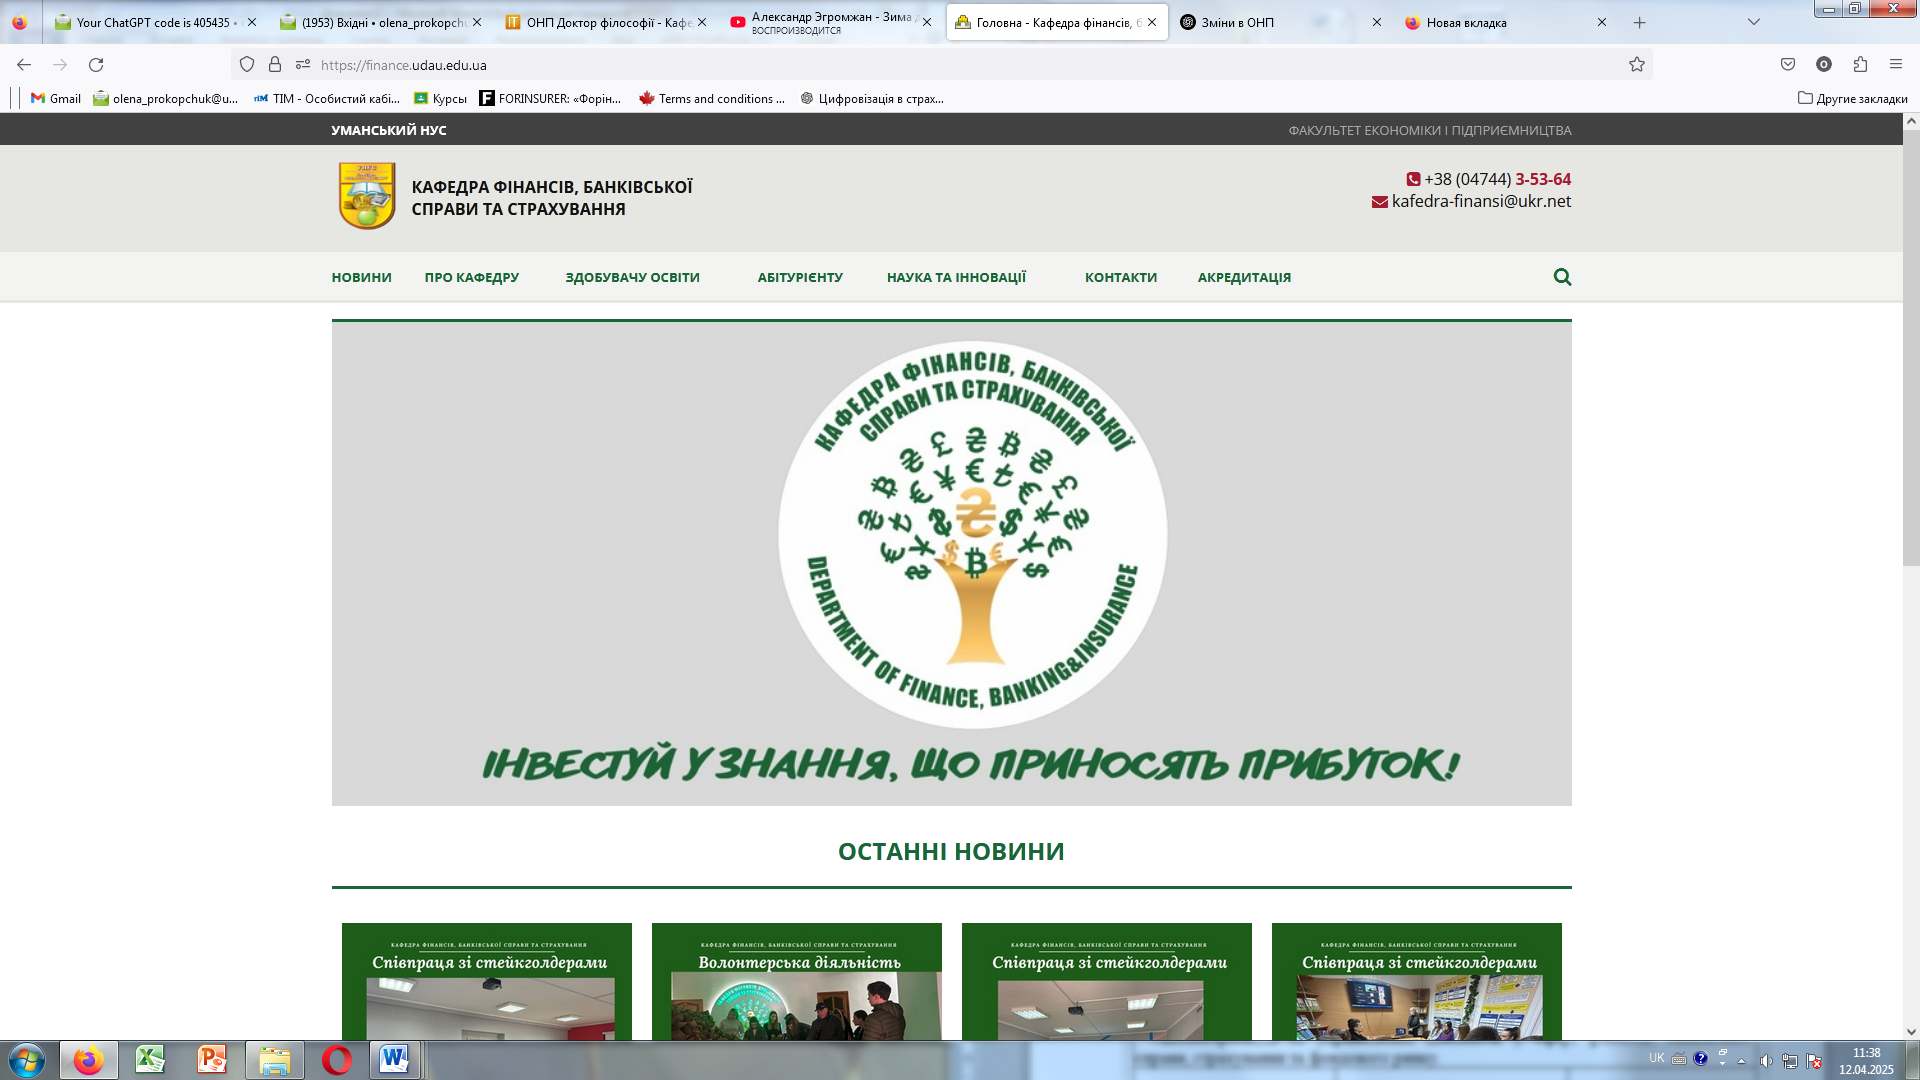 Your ChatGPT code is 405435 •
(1953) Вхідні • olena_prokopchu
ОНП Доктор філософії - Кафе
Александр Эгромжан - Зима д
ВОСПРОИЗВОДИТСЯ
Головна - Кафедра фінансів, б
Зміни в ОНП
Новая вкладка
https://finance.udau.edu.ua
Gmail
olena_prokopchuk@u...
ТІМ - Особистий кабі...
Курсы
FORINSURER: «Форін...
Terms and conditions ...
Цифровізація в страх...
Другие закладки
УМАНСЬКИЙ НУС
ФАКУЛЬТЕТ ЕКОНОМІКИ І ПІДПРИЄМНИЦТВА
КАФЕДРА ФІНАНСІВ, БАНКІВСЬКОЇ
СПРАВИ ТА СТРАХУВАННЯ
+38 (04744) 3-53-64
kafedra-finansi@ukr.net
НОВИНИ
ПРО КАФЕДРУ
ЗДОБУВАЧУ ОСВІТИ
АБІТУРІЄНТУ
НАУКА ТА ІННОВАЦІЇ
КОНТАКТИ
АКРЕДИТАЦІЯ
КАФЕДРА ФІНАНСІВ, БАНКІВСЬКОЇ
СПРАВИ ТА СТРАХУВАННЯ
DEPARTMENT OF FINANCE, BANKING&INSURANCE
ІНВЕСТУЙ У ЗНАННЯ, ЩО ПРИНОСЯТЬ ПРИБУТОК!
ОСТАННІ НОВИНИ
КАФЕДРА ФІНАНСІВ, БАНКІВСЬКОЇ СПРАВИ ТА СТРАХУВАННЯ
Співпраця зі стейкголдерами
КАФЕДРА ФІНАНСІВ, БАНКІВСЬКОЇ СПРАВИ ТА СТРАХУВАННЯ
Волонтерська діяльність
КАФЕДРА ФІНАНСІВ, БАНКІВСЬКОЇ СПРАВИ ТА СТРАХУВАННЯ
Співпраця зі стейкголдерами
КАФЕДРА ФІНАНСІВ, БАНКІВСЬКОЇ СПРАВИ ТА СТРАХУВАННЯ
Співпраця зі стейкголдерами
UK
11:38
12.04.2025